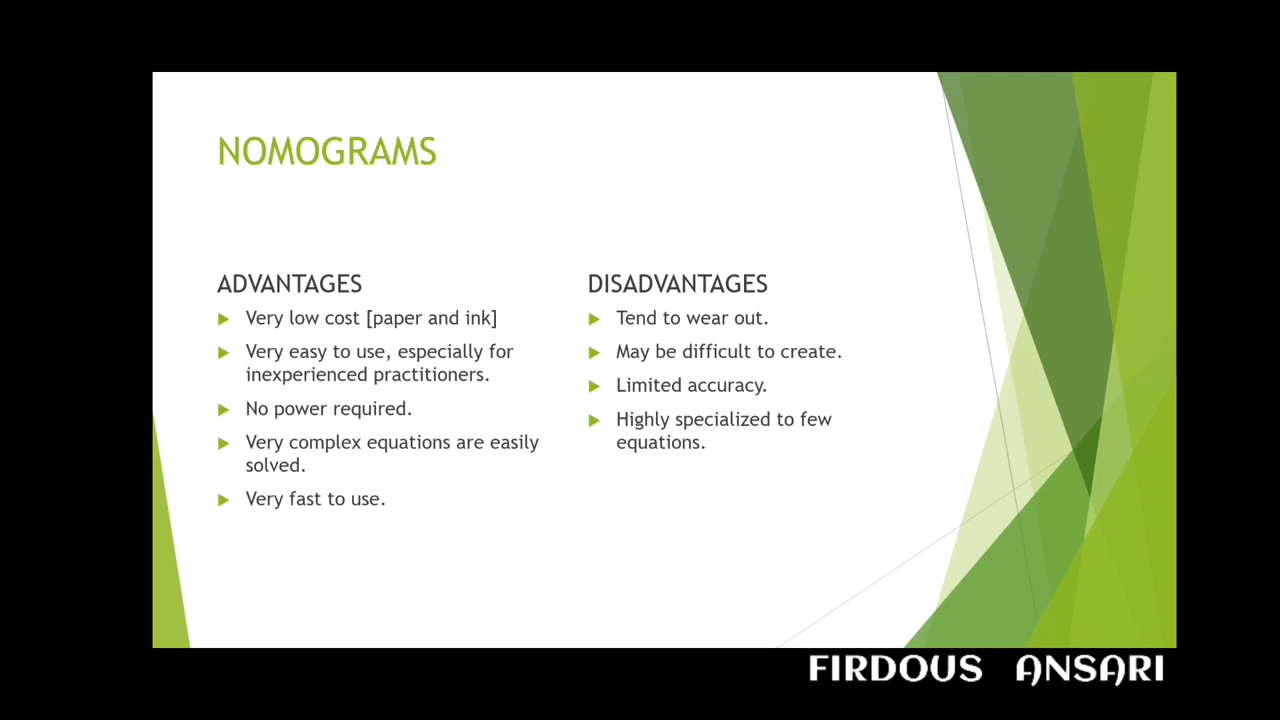 NOMOGRAMS
ADVANTAGES
Very low cost [paper and ink]
Very easy to use, especially for
inexperienced practitioners.
No power required.
Very complex equations are easily
solved.
Very fast to use.
DISADVANTAGES
Tend to wear out.
May be difficult to create.
Limited accuracy.
Highly specialized to few
equations.
FIRDOUS ANSARI